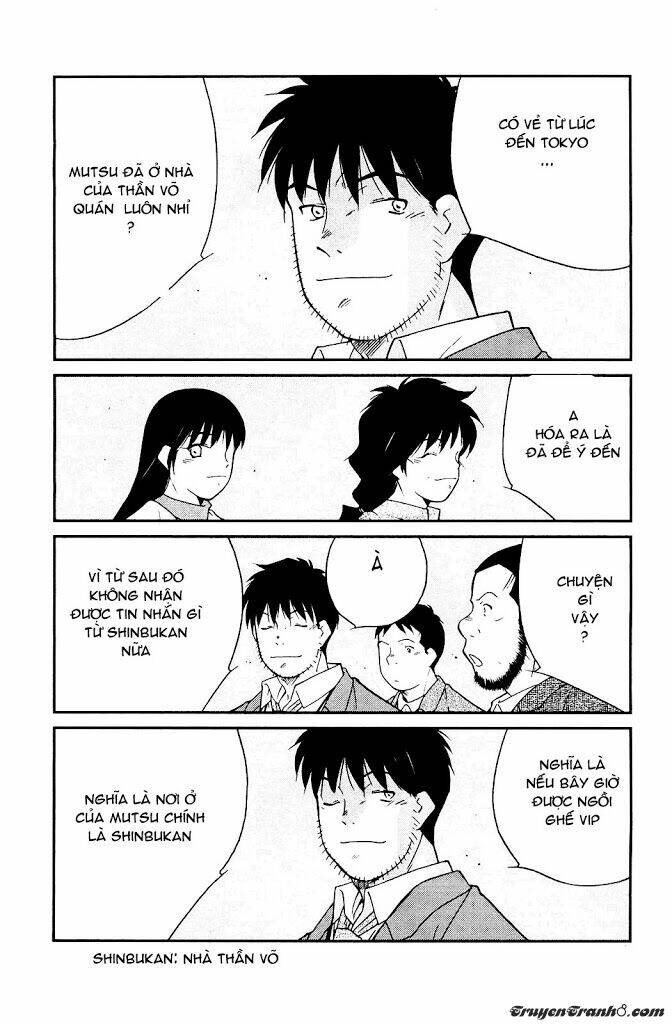 CÓ VẺ TỪ LÚC
ĐẾN TOKYO
...
MUTSU ĐÃ Ở NHÀ
CỦA THẦN VÕ
QUÁN LUÔN NHỈ
?
A
HÓA RA LÀ
ĐÃ ĐỂ Ý ĐẾN
CHUYỆN
GÌ
VẬY
?
À
VÌ TỪ SAU ĐÓ
KHÔNG NHẬN
ĐƯỢC TIN NHẮN GÌ
TỪ SHINBUKAN
NỮA
NGHĨA LÀ
NẾU BÂY GIỜ
ĐƯỢC NGỒI
GHẾ VIP
NGHĨA LÀ NƠI Ở
CỦA MUTSU CHÍNH
LÀ SHINBUKAN
SHINBUKAN: NHÀ THẦN VÕ
TruyenTranh8.com